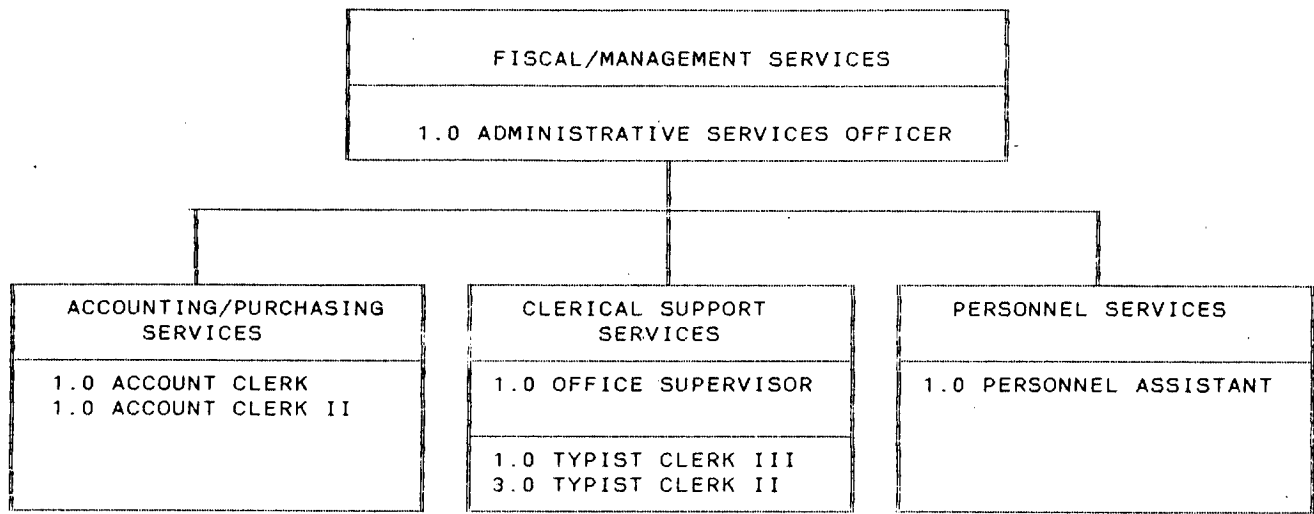 FISCAL/MANAGEMENT SERVICES
1.0 ADMINISTRATIVE SERVICES OFFICER
ACCOUNTING/PURCHASING
SERVICES
1.0 ACCOUNT CLERK
1.0 ACCOUNT CLERK II
CLERICAL SUPPORT
SERVICES
1.0 OFFICE SUPERVISOR
1.0 TYPIST CLERK III
3.0 TYPIST CLERK II
PERSONNEL SERVICES
1.0 PERSONNEL ASSISTANT